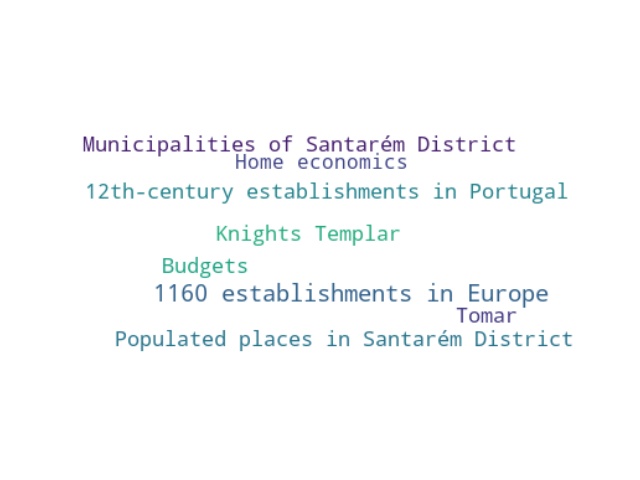 Municipalities of Santarém District
Home economics
12th-century establishments in Portugal
Knights Templar
Budgets
1160 establishments in Europe
Tomar
Populated places in Santarém District